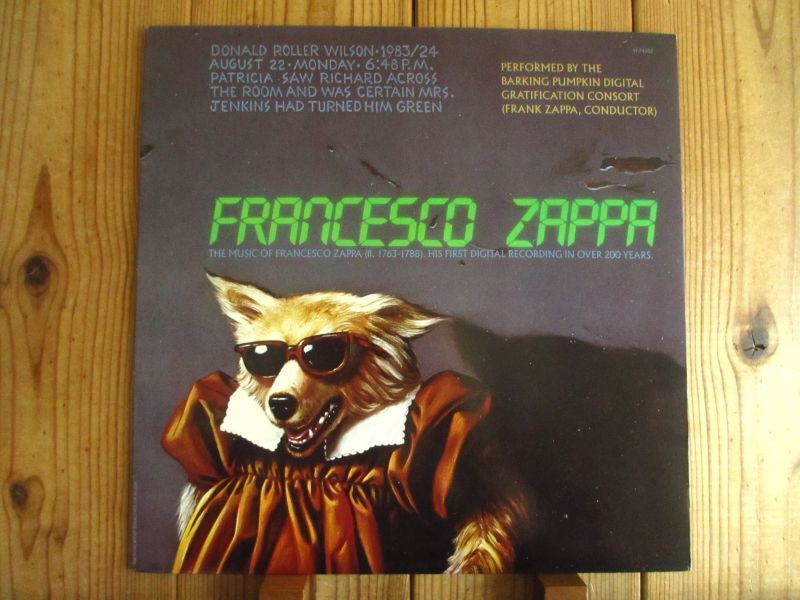 DONALD ROLLER WILSON · 1983/24
AUGUST 22 · MONDAY · 6:48 P.M.
PATRICIA SAW RICHARD ACROSS
THE ROOM AND WAS CERTAIN MRS.
JENKINS HAD TURNED HIM GREEN
PERFORMED BY THE
BARKING PUMPKIN DIGITAL
GRATIFICATION CONSORT
(FRANK ZAPPA, CONDUCTOR)
FRANCESCO ZAPPA
THE MUSIC OF FRANCESCO ZAPPA (fl. 1763-1788). HIS FIRST DIGITAL RECORDING IN OVER 200 YEARS.